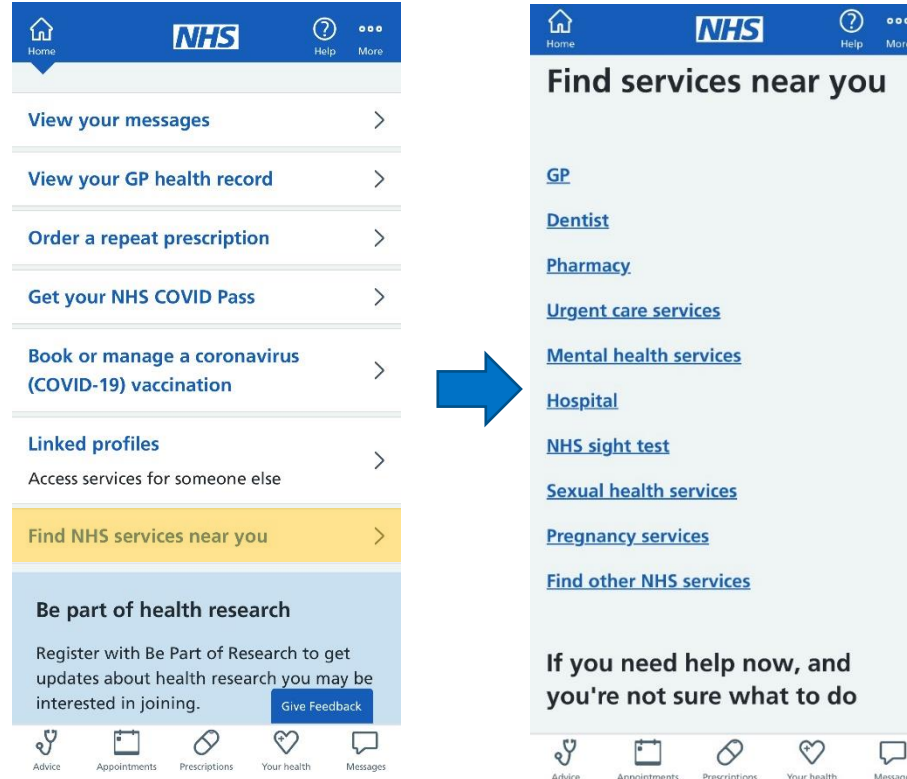 Home
NHS
Help
More
View your messages
View your GP health record
Order a repeat prescription
Get your NHS COVID Pass
Book or manage a coronavirus
(COVID-19) vaccination
Linked profiles
Access services for someone else
Find NHS services near you
Be part of health research
Register with Be Part of Research to get
updates about health research you may be
interested in joining.
Give Feedback
Advice
Appointments
Prescriptions
Your health
Messages
Home
NHS
Help
More
Find services near you
GP
Dentist
Pharmacy
Urgent care services
Mental health services
Hospital
NHS sight test
Sexual health services
Pregnancy services
Find other NHS services
If you need help now, and
you're not sure what to do
Advice
Appointments
Prescriptions
Your health
Message